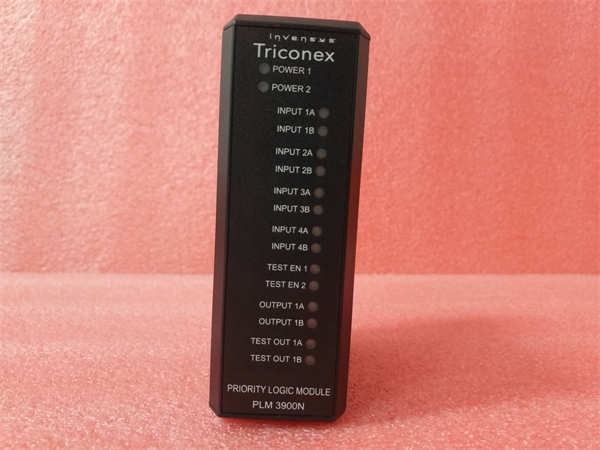 invensys
Triconex
POWER 1
POWER 2
INPUT 1A
INPUT 1B
INPUT 2A
INPUT 2B
INPUT 3A
INPUT 3B
INPUT 4A
INPUT 4B
TEST EN 1
TEST EN 2
OUTPUT 1A
OUTPUT 1B
TEST OUT 1A
TEST OUT 1B
PRIORITY LOGIC MODULE
PLM 3900N